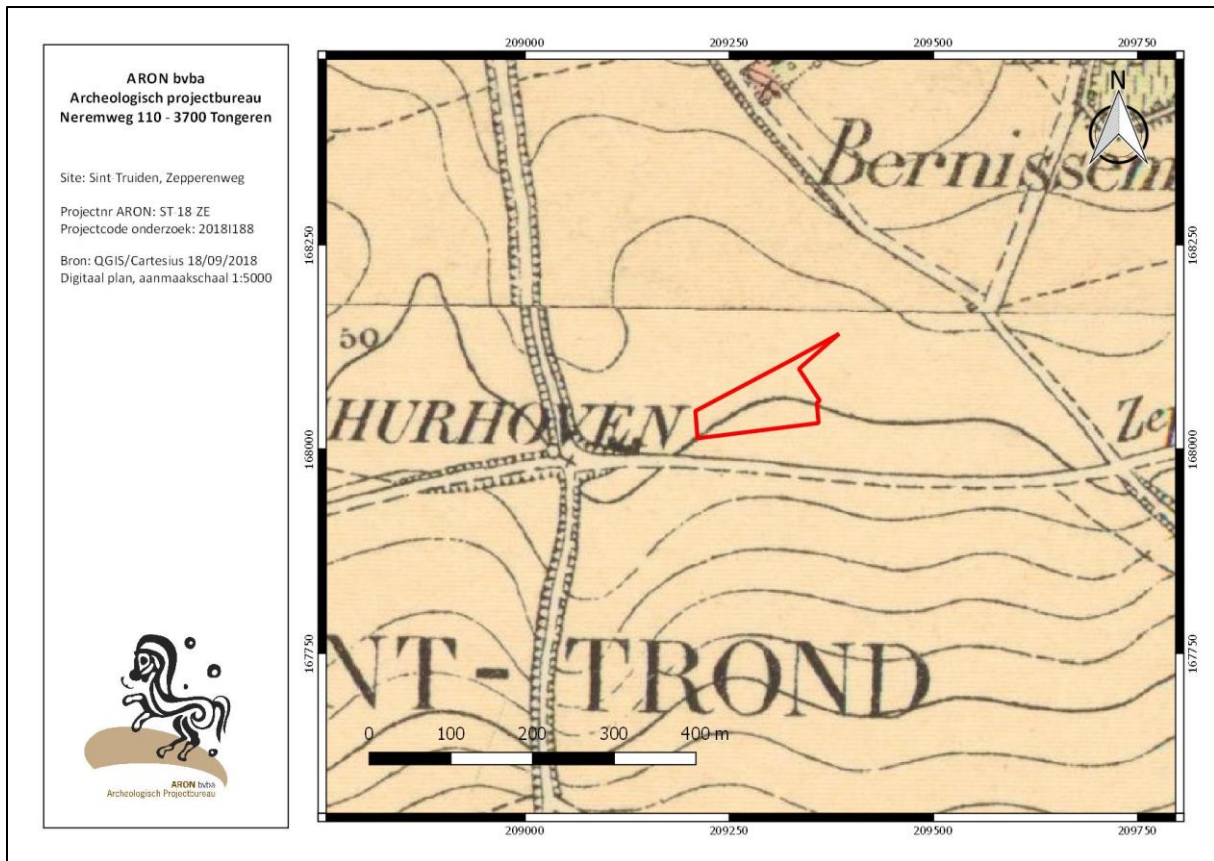 ARON bvba
Archeologisch projectbureau
Neremweg 110 - 3700 Tongeren
Site: Sint Truiden, Zepperenweg
Projectnr ARON: ST-18-ZE
Projectcode onderzoek: 2018I188
Bron: QGIS/Cartesius 18/09/2018
Digitaal plan, aanmaakschaal 1:5000
ARON bvba
Archeologisch Projectbureau
209000 209250 209500 209750
N
Bernissem
168250 168250
50
HURHOVEN
Zep
168000 168000
167750 167750
NT-TROND
0 100 200 300 400 m
209000 209250 209500 209750